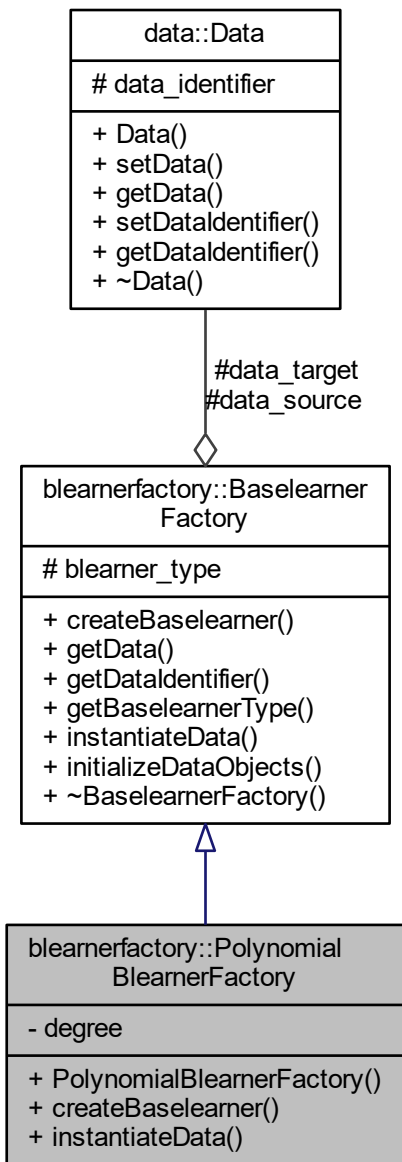 data::Data
# data_identifier
+ Data()
+ setData()
+ getData()
+ setDataIdentifier()
+ getDataIdentifier()
+ ~Data()
#data_target
#data_source
blearnerfactory::Baselearner
Factory
# blearner_type
+ createBaselearner()
+ getData()
+ getDataIdentifier()
+ getBaselearnerType()
+ instantiateData()
+ initializeDataObjects()
+ ~BaselearnerFactory()
blearnerfactory::Polynomial
BlearnerFactory
- degree
+ PolynomialBlearnerFactory()
+ createBaselearner()
+ instantiateData()